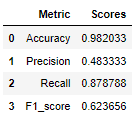 Metric Scores
0 Accuracy 0.982033
1 Precision 0.483333
2 Recall 0.878788
3 F1_score 0.623656